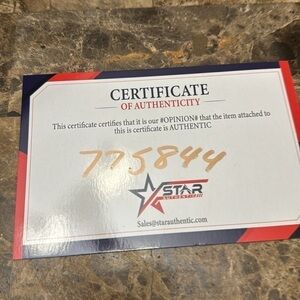 CERTIFICATE
OF AUTHENTICITY
This certificate certifies that it is our #OPINION# that the item attached to
this is certificate is AUTHENTIC
775844
STAR
AUTHENTIC
Sales@starauthentic.com